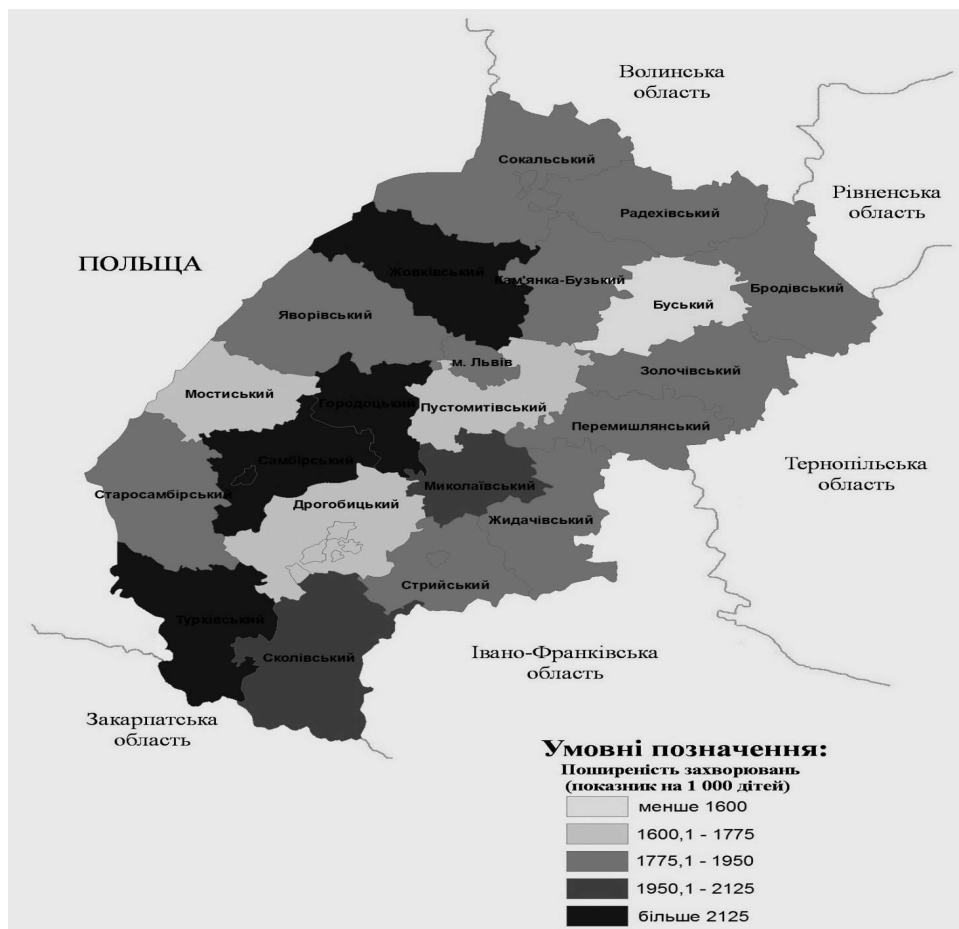 Волинська
область
Сокальський
Рівненська
область
Радехівський
ПОЛЬЩА
Жовківський
Кам'янка-Бузький
Бродівський
Буський
Яворівський
м. Львів
Золочівський
Мостиський
Городоцький
Пустомитівський
Перемишлянський
Самбірський
Тернопільська
область
Миколаївський
Старосамбірський
Дрогобицький
Жидачівський
Стрийський
Турківський
Сколівський
Івано-Франківська
область
Закарпатська
область
Умовні позначення:
Поширеність захворювань
(показник на 1 000 дітей)
менше 1600
1600,1 - 1775
1775,1 - 1950
1950,1 - 2125
більше 2125